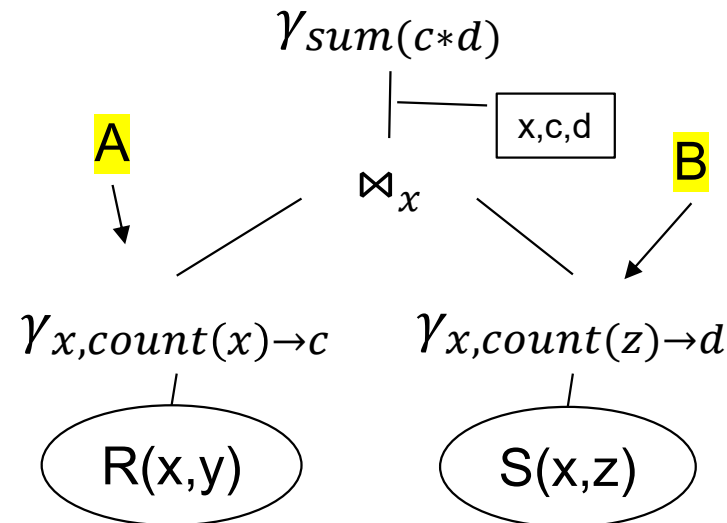 γsum(c∗d)
x,c,d
A
B
⋈x
γx,count(x)→c
γx,count(z)→d
R(x,y)
S(x,z)